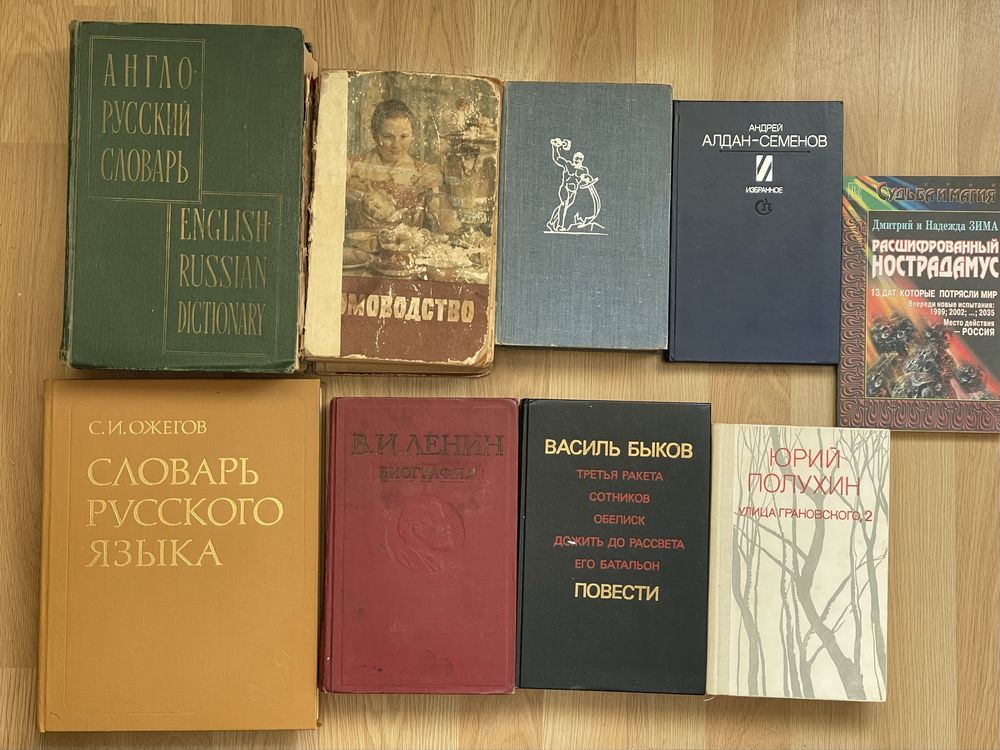 АНГЛО-
РУССКИЙ
СЛОВАРЬ
ENGLISH-
RUSSIAN
DICTIONARY
ОМОВОДСТВО
АНДРЕЙ
АЛДАН-СЕМЕНОВ
И
ИЗБРАННОЕ
СУДЬБА И МАГИЯ
Дмитрий и Надежда ЗИМА
РАСШИФРОВАННЫЙ
НОСТРАДАМУС
13 ДАТ, КОТОРЫЕ ПОТРЯСЛИ МИР
Впереди новые испытания:
1999; 2002; ...; 2035
Место действия
– РОССИЯ
С.И. ОЖЕГОВ
СЛОВАРЬ
РУССКОГО
ЯЗЫКА
В.И. ЛЕНИН
БИОГРАФИЯ
ВАСИЛЬ БЫКОВ
ТРЕТЬЯ РАКЕТА
СОТНИКОВ
ОБЕЛИСК
ДОЖИТЬ ДО РАССВЕТА
ЕГО БАТАЛЬОН
ПОВЕСТИ
ЮРИЙ
ПОЛУХИН
УЛИЦА ГРАНОВСКОГО, 2